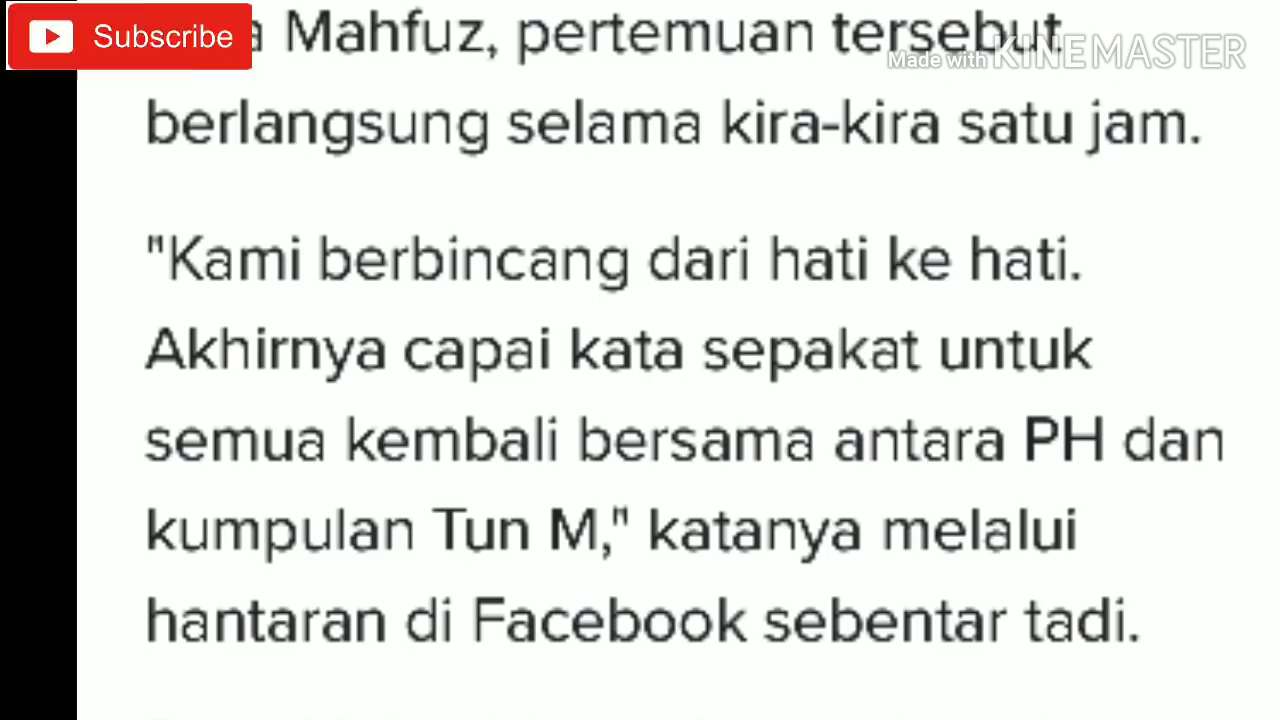 Subscribe
Mahfuz, pertemuan tersebut
Made with KINEMASTER
berlangsung selama kira-kira satu jam.
"Kami berbincang dari hati ke hati.
Akhirnya capai kata sepakat untuk
semua kembali bersama antara PH dan
kumpulan Tun M," katanya melalui
hantaran di Facebook sebentar tadi.